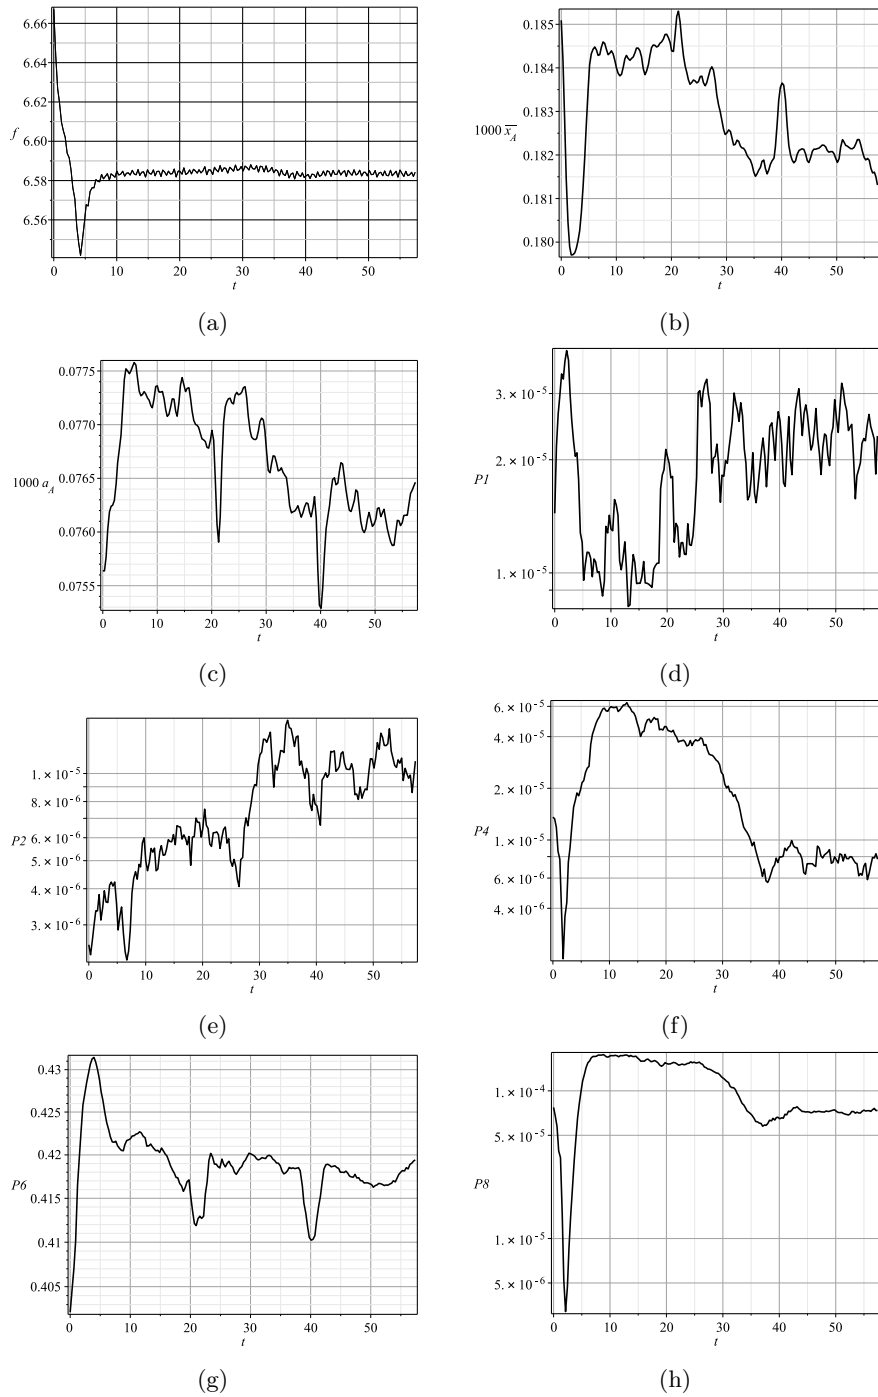 6.66
6.64
6.62
6.60
f
6.58
6.56
0 10 20 30 40 50
t
(a)
0.185
0.184
0.183
1000 x̅_A
0.182
0.181
0.180
0 10 20 30 40 50
t
(b)
0.0775
0.0770
0.0765
1000 a_A
0.0760
0.0755
0 10 20 30 40 50
t
(c)
3. × 10⁻⁵
2. × 10⁻⁵
P1
1. × 10⁻⁵
0 10 20 30 40 50
t
(d)
1. × 10⁻⁵
8. × 10⁻⁶
6. × 10⁻⁶
P2
5. × 10⁻⁶
4. × 10⁻⁶
3. × 10⁻⁶
0 10 20 30 40 50
t
(e)
6. × 10⁻⁵
4. × 10⁻⁵
2. × 10⁻⁵
P4
1. × 10⁻⁵
6. × 10⁻⁶
4. × 10⁻⁶
0 10 20 30 40 50
t
(f)
0.43
0.425
0.42
P6
0.415
0.41
0.405
0 10 20 30 40 50
t
(g)
1. × 10⁻⁴
5. × 10⁻⁵
P8
1. × 10⁻⁵
5. × 10⁻⁶
0 10 20 30 40 50
t
(h)